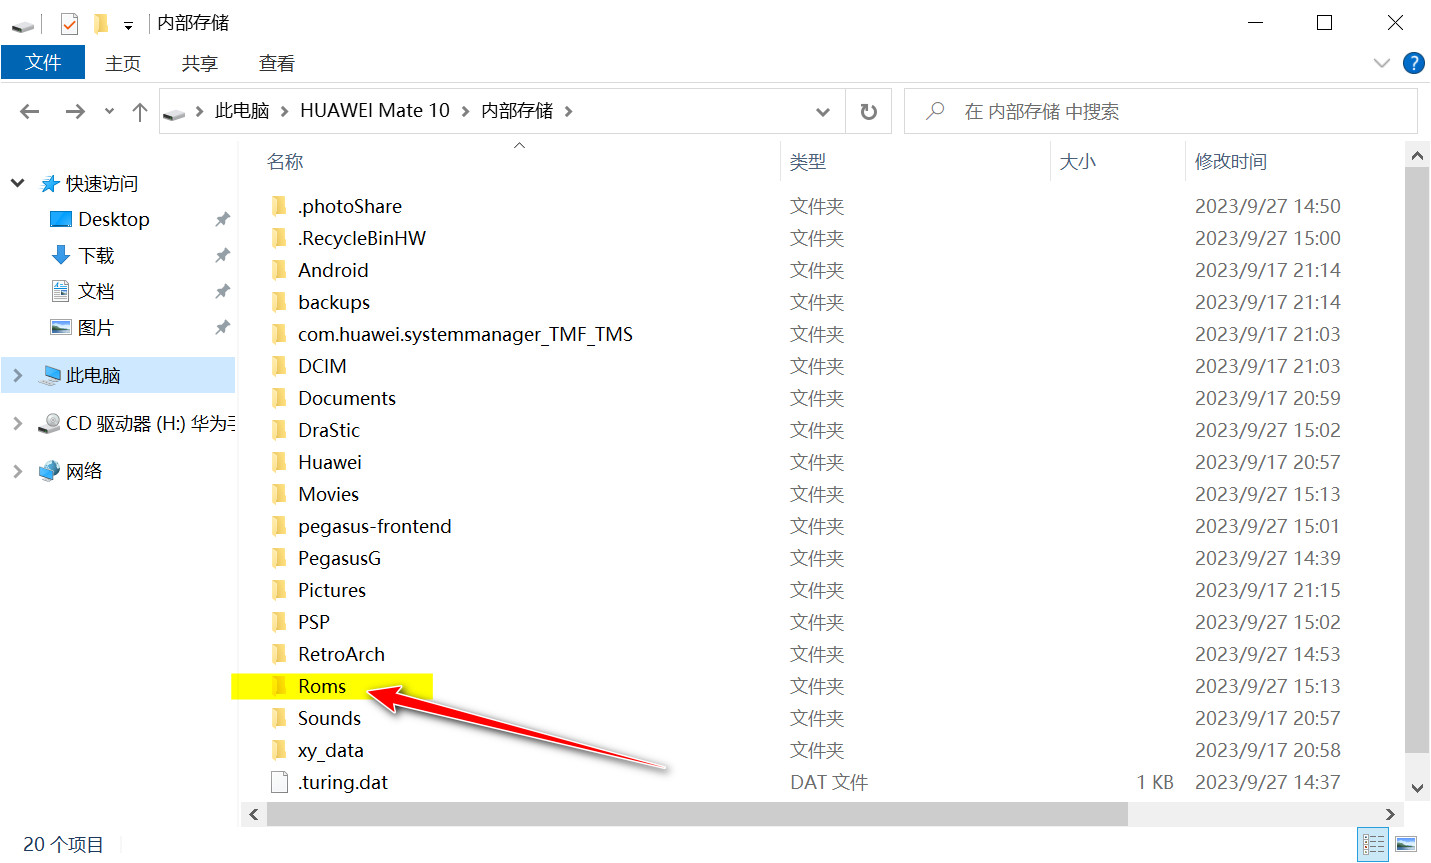 内部存储
文件 主页 共享 查看
此电脑 HUAWEI Mate 10 内部存储 在 内部存储 中搜索
名称 类型 大小 修改时间
快速访问
Desktop
下载
文档
图片
此电脑
CD 驱动器 (H:) 华为
网络
.photoShare 文件夹 2023/9/27 14:50
.RecycleBinHW 文件夹 2023/9/27 15:00
Android 文件夹 2023/9/17 21:14
backups 文件夹 2023/9/17 21:14
com.huawei.systemmanager_TMF_TMS 文件夹 2023/9/17 21:03
DCIM 文件夹 2023/9/17 21:03
Documents 文件夹 2023/9/17 20:59
DraStic 文件夹 2023/9/27 15:02
Huawei 文件夹 2023/9/17 20:57
Movies 文件夹 2023/9/27 15:13
pegasus-frontend 文件夹 2023/9/27 15:01
PegasusG 文件夹 2023/9/27 14:39
Pictures 文件夹 2023/9/17 21:15
PSP 文件夹 2023/9/27 15:02
RetroArch 文件夹 2023/9/27 14:53
Roms 文件夹 2023/9/27 15:13
Sounds 文件夹 2023/9/17 20:57
xy_data 文件夹 2023/9/17 20:58
.turing.dat DAT 文件 1 KB 2023/9/27 14:37
20 个项目